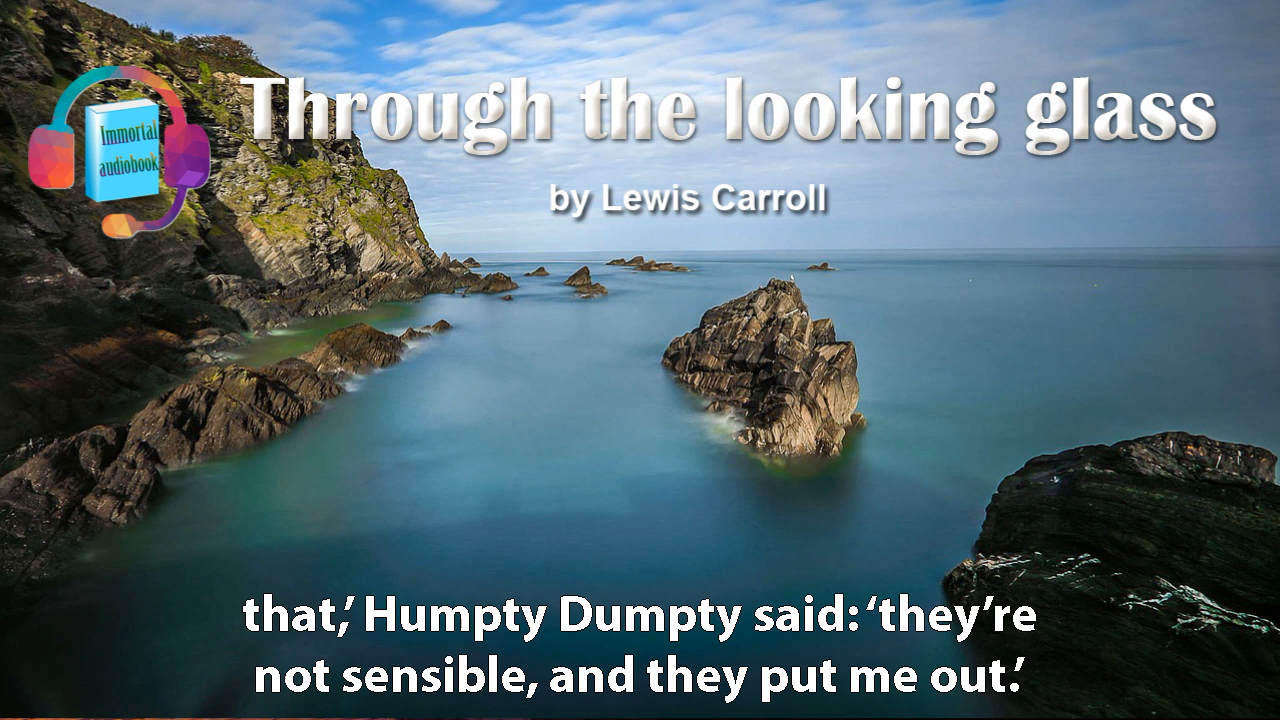 Through the looking glass
Immortal
audiobook
by Lewis Carroll
that,’ Humpty Dumpty said: ‘they’re
not sensible, and they put me out.’